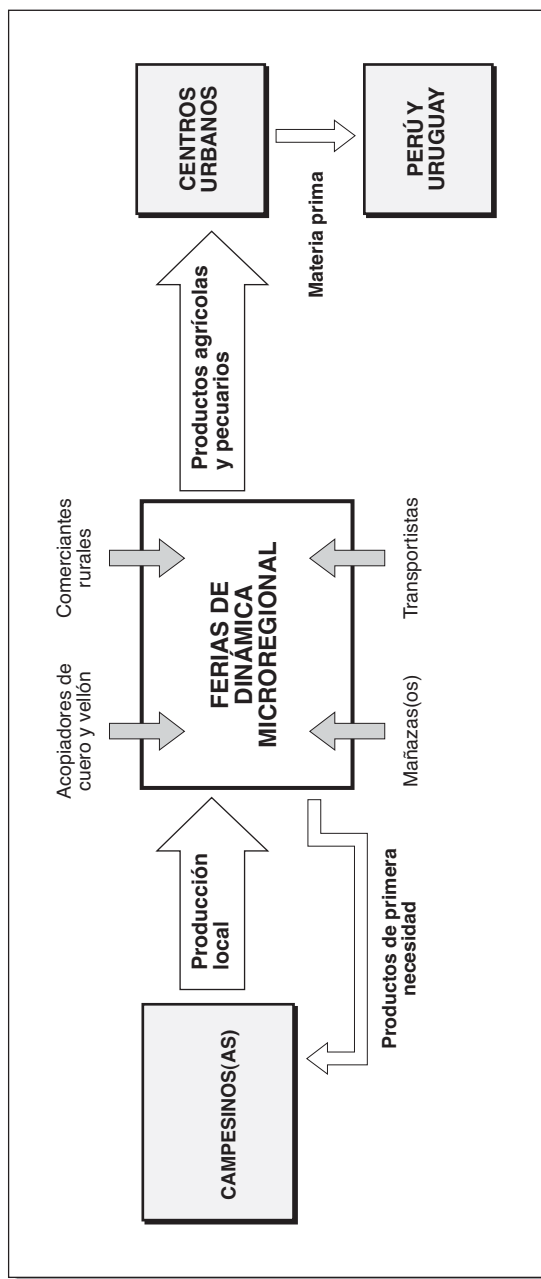 CAMPESINOS(AS)
Producción
local
Productos de primera
necesidad
Acopiadores de
cuero y vellón
Comerciantes
rurales
FERIAS DE
DINÁMICA
MICROREGIONAL
Mañazas(os)
Transportistas
Productos agrícolas
y pecuarios
CENTROS
URBANOS
Materia prima
PERÚ Y
URUGUAY